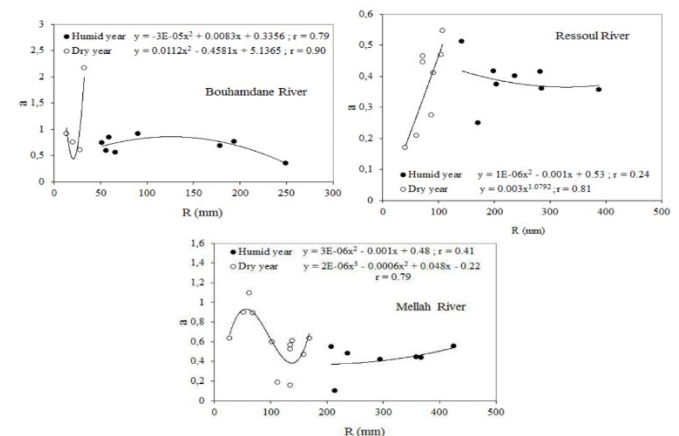 ● Humid year y = -3E-05x² + 0.0083x + 0.3356 ; r = 0.79
○ Dry year y = 0.0112x² - 0.4581x + 5.1365; r = 0.90
Bouhamdane River
a
3
2,5
2
1,5
1
0,5
0
0 50 100 150 200 250 300
R (mm)
Ressoul River
a
0,6
0,5
0,4
0,3
0,2
0,1
0
● Humid year y = 1E-06x² - 0.001x + 0.53 ; r = 0.24
○ Dry year y = 0.003x^1.0792 ; r = 0.81
0 100 200 300 400 500
R (mm)
● Humid year y = 3E-06x² - 0.001x + 0.48 ; r = 0.41
○ Dry year y = 2E-06x³ - 0.0006x² + 0.048x - 0.22
r = 0.79
Mellah River
a
1,6
1,4
1,2
1
0,8
0,6
0,4
0,2
0
0 100 200 300 400 500
R (mm)